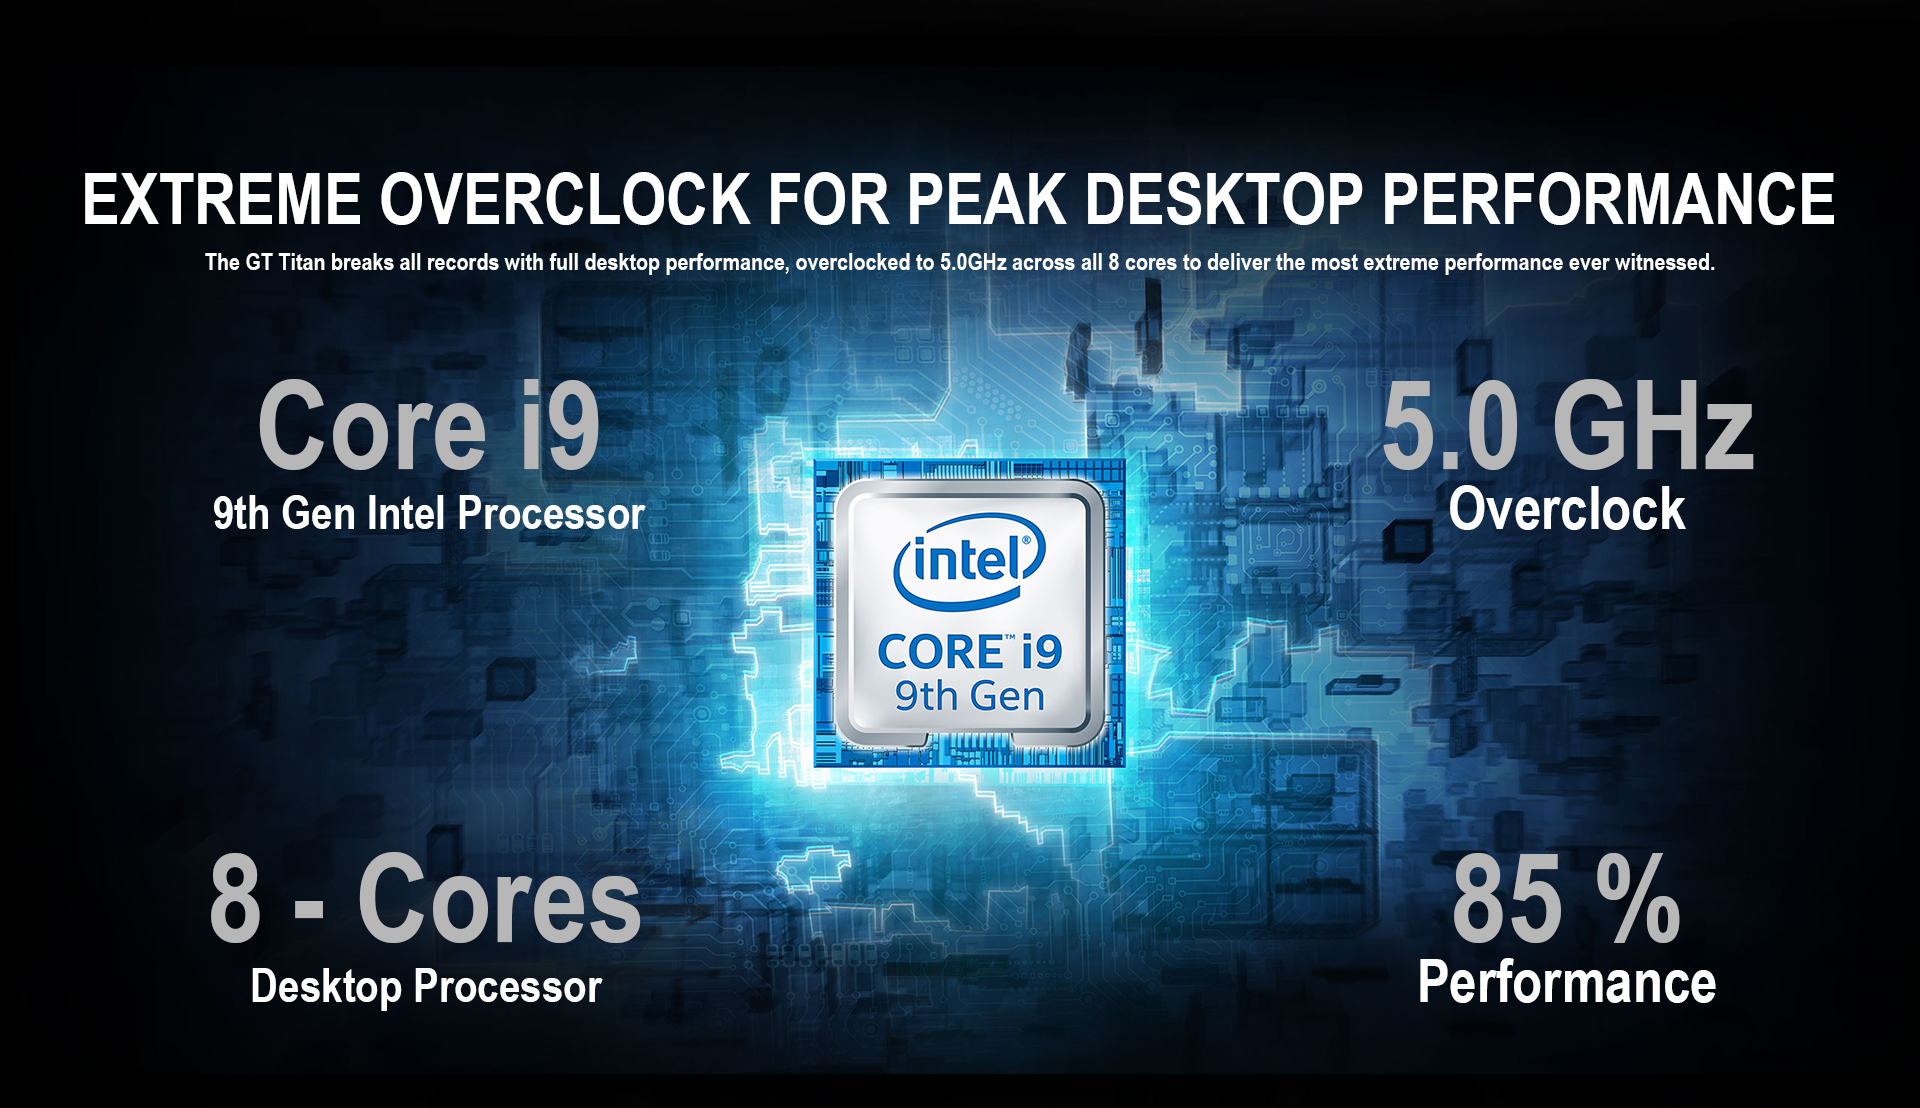 EXTREME OVERCLOCK FOR PEAK DESKTOP PERFORMANCE
The GT Titan breaks all records with full desktop performance, overclocked to 5.0GHz across all 8 cores to deliver the most extreme performance ever witnessed.
Core i9
9th Gen Intel Processor
5.0 GHz
Overclock
intel®
CORE™ i9
9th Gen
8 - Cores
Desktop Processor
85 %
Performance